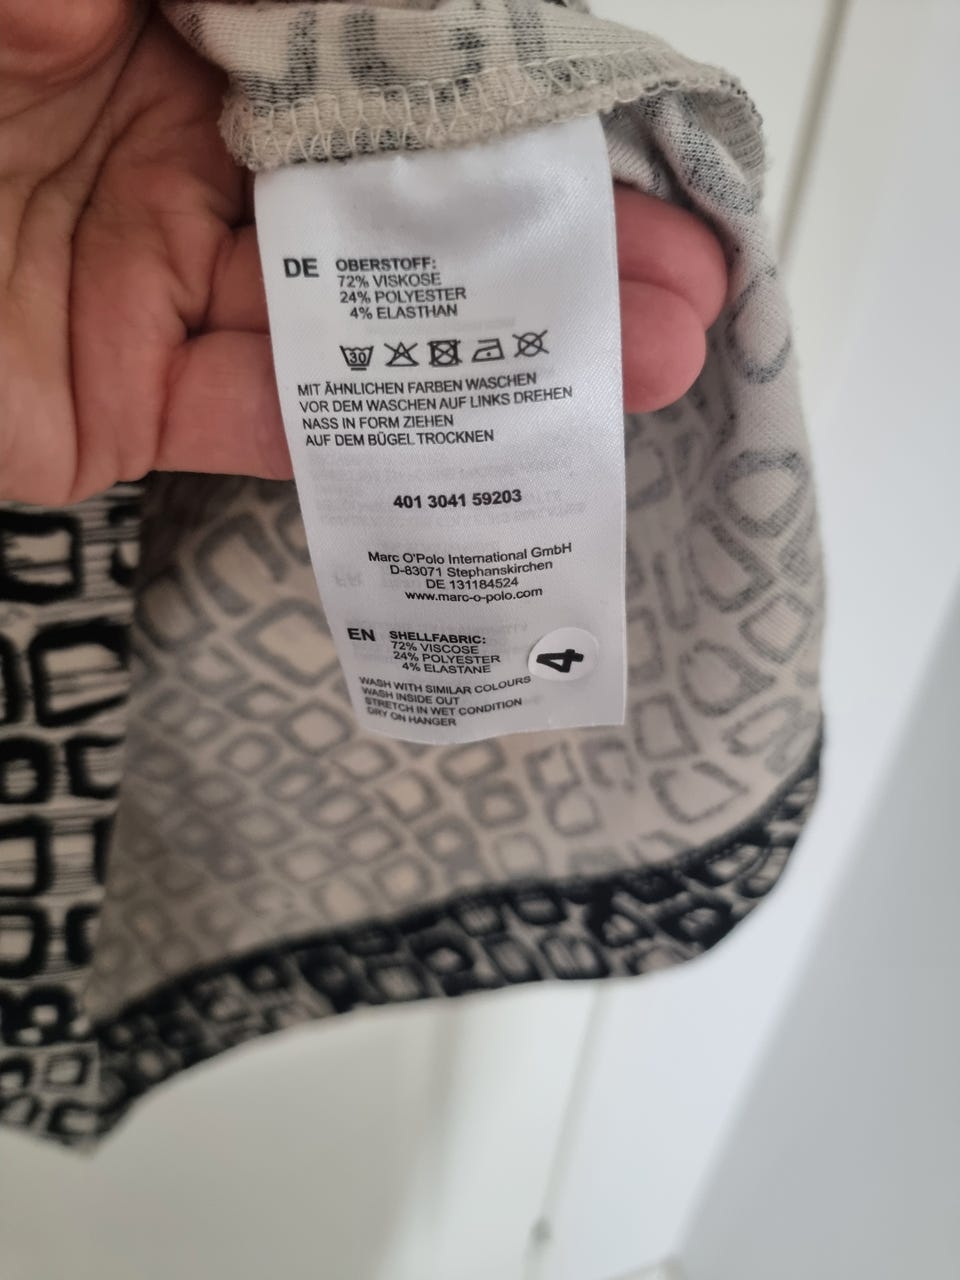 DE OBERSTOFF:
72% VISKOSE
24% POLYESTER
4% ELASTHAN
30
MIT ÄHNLICHEN FARBEN WASCHEN
VOR DEM WASCHEN AUF LINKS DREHEN
NASS IN FORM ZIEHEN
AUF DEM BÜGEL TROCKNEN
401 3041 59203
Marc O'Polo International GmbH
D-83071 Stephanskirchen
DE 131184524
www.marc-o-polo.com
EN SHELLFABRIC:
72% VISCOSE
24% POLYESTER
4% ELASTANE
4
WASH WITH SIMILAR COLOURS
WASH INSIDE OUT
STRETCH IN WET CONDITION
DRY ON HANGER